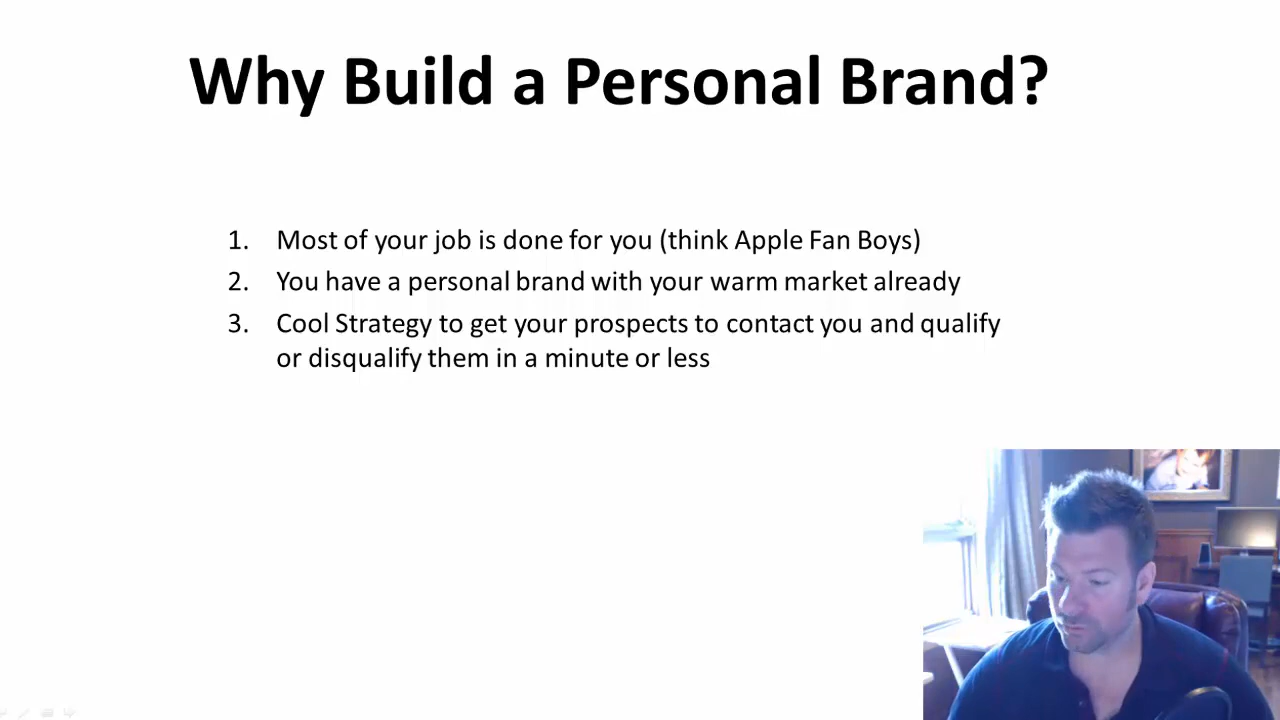 Why Build a Personal Brand?
1. Most of your job is done for you (think Apple Fan Boys)
2. You have a personal brand with your warm market already
3. Cool Strategy to get your prospects to contact you and qualify
or disqualify them in a minute or less